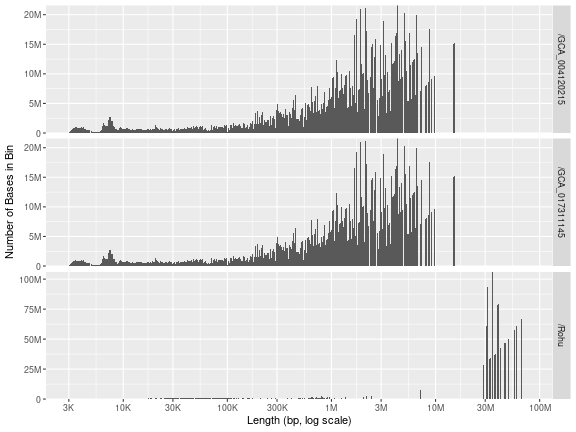 20M
15M
10M
5M
0
/GCA_004120215
20M
15M
10M
5M
0
/GCA_017311145
100M
75M
50M
25M
0
/Rohu
Number of Bases in Bin
3K 10K 30K 100K 300K 1M 3M 10M 30M 100M
Length (bp, log scale)